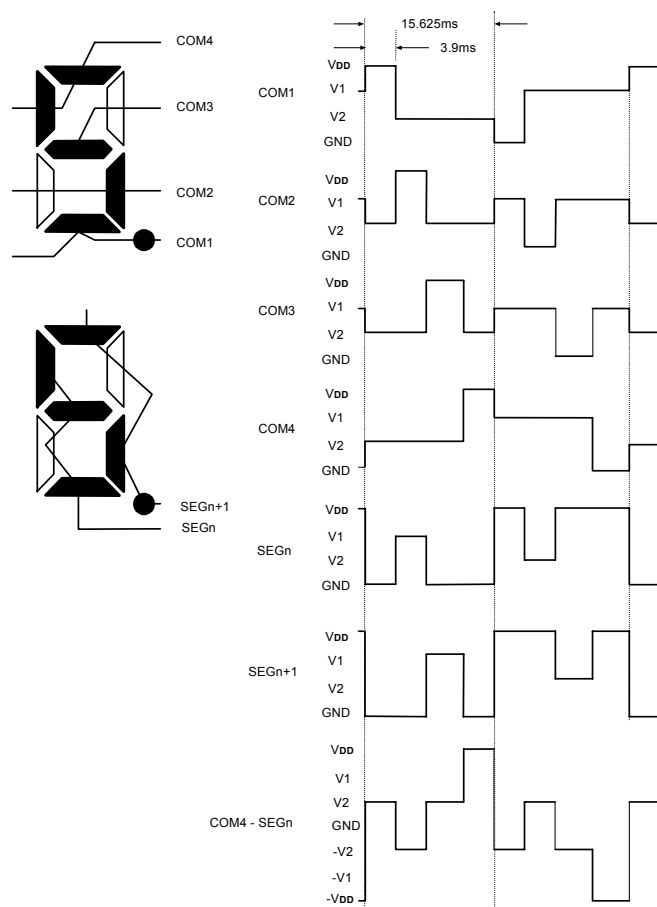 15.625ms
3.9ms
COM4
COM3
COM2
COM1
SEGn+1
SEGn
COM1
VDD
V1
V2
GND
COM2
VDD
V1
V2
GND
COM3
VDD
V1
V2
GND
COM4
VDD
V1
V2
GND
SEGn
VDD
V1
V2
GND
SEGn+1
VDD
V1
V2
GND
COM4 - SEGn
VDD
V1
V2
GND
-V2
-V1
-VDD